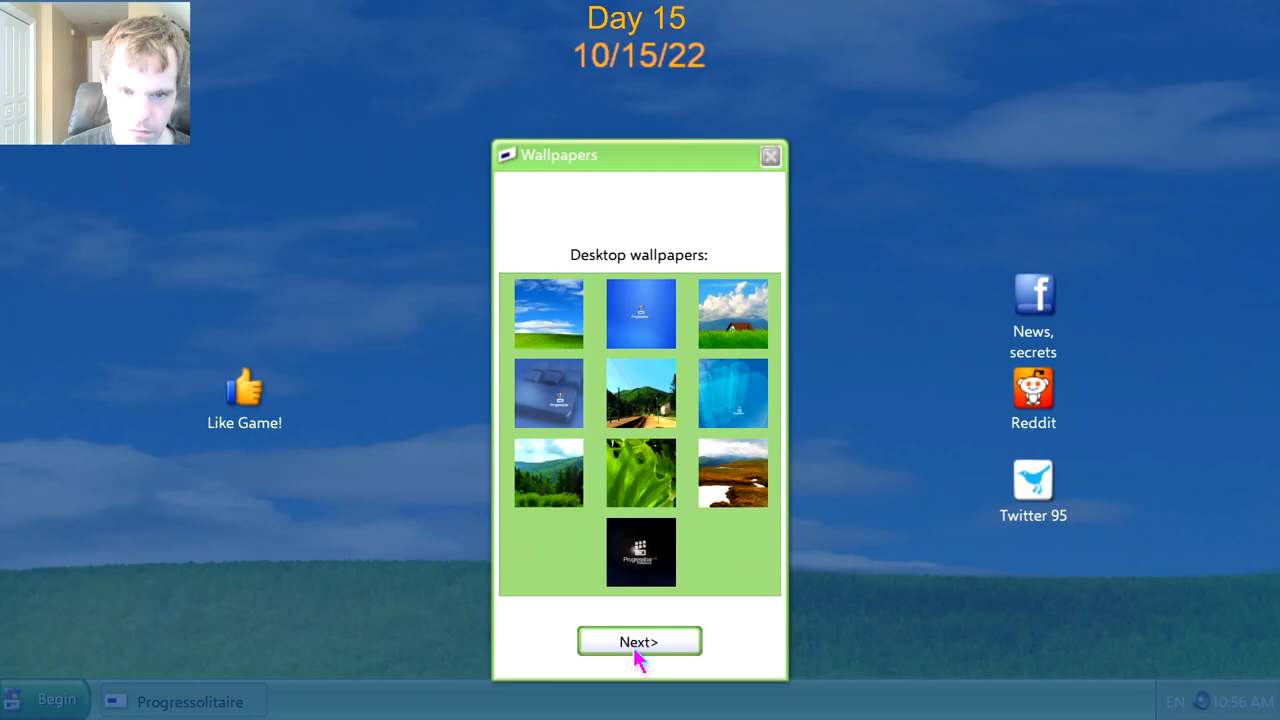 Day 15
10/15/22
Wallpapers
Desktop wallpapers:
Like Game!
News,
secrets
Reddit
Twitter 95
Next>
Begin
Progressolitaire
EN
10:56 AM